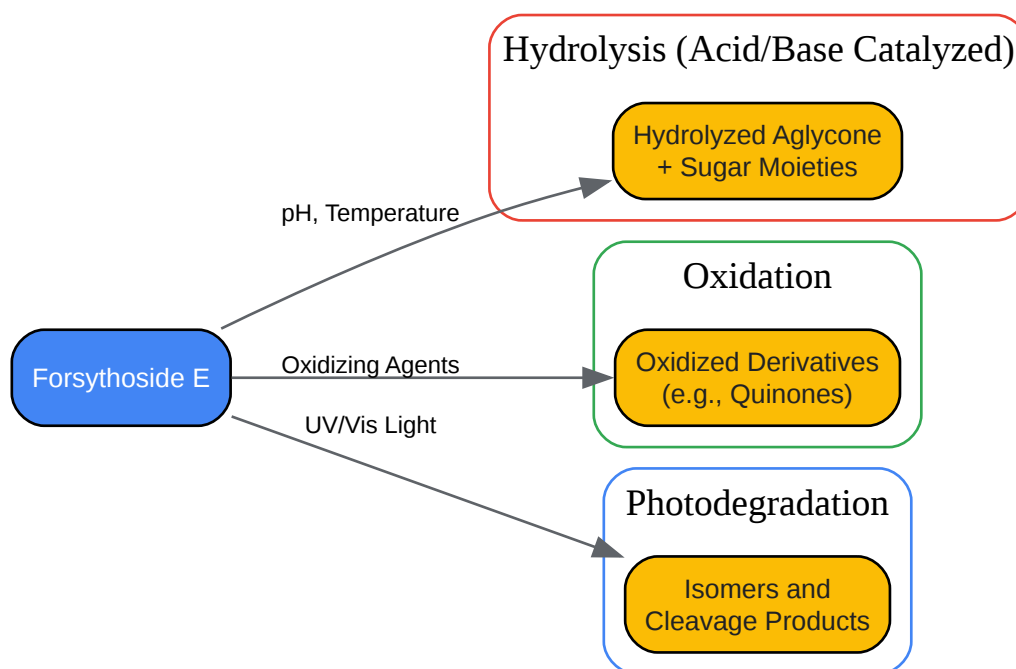 Hydrolysis (Acid/Base Catalyzed)
Hydrolyzed Aglycone
+ Sugar Moieties
pH, Temperature
Oxidation
Forsythoside E
Oxidizing Agents
Oxidized Derivatives
(e.g., Quinones)
UV/Vis Light
Photodegradation
Isomers and
Cleavage Products